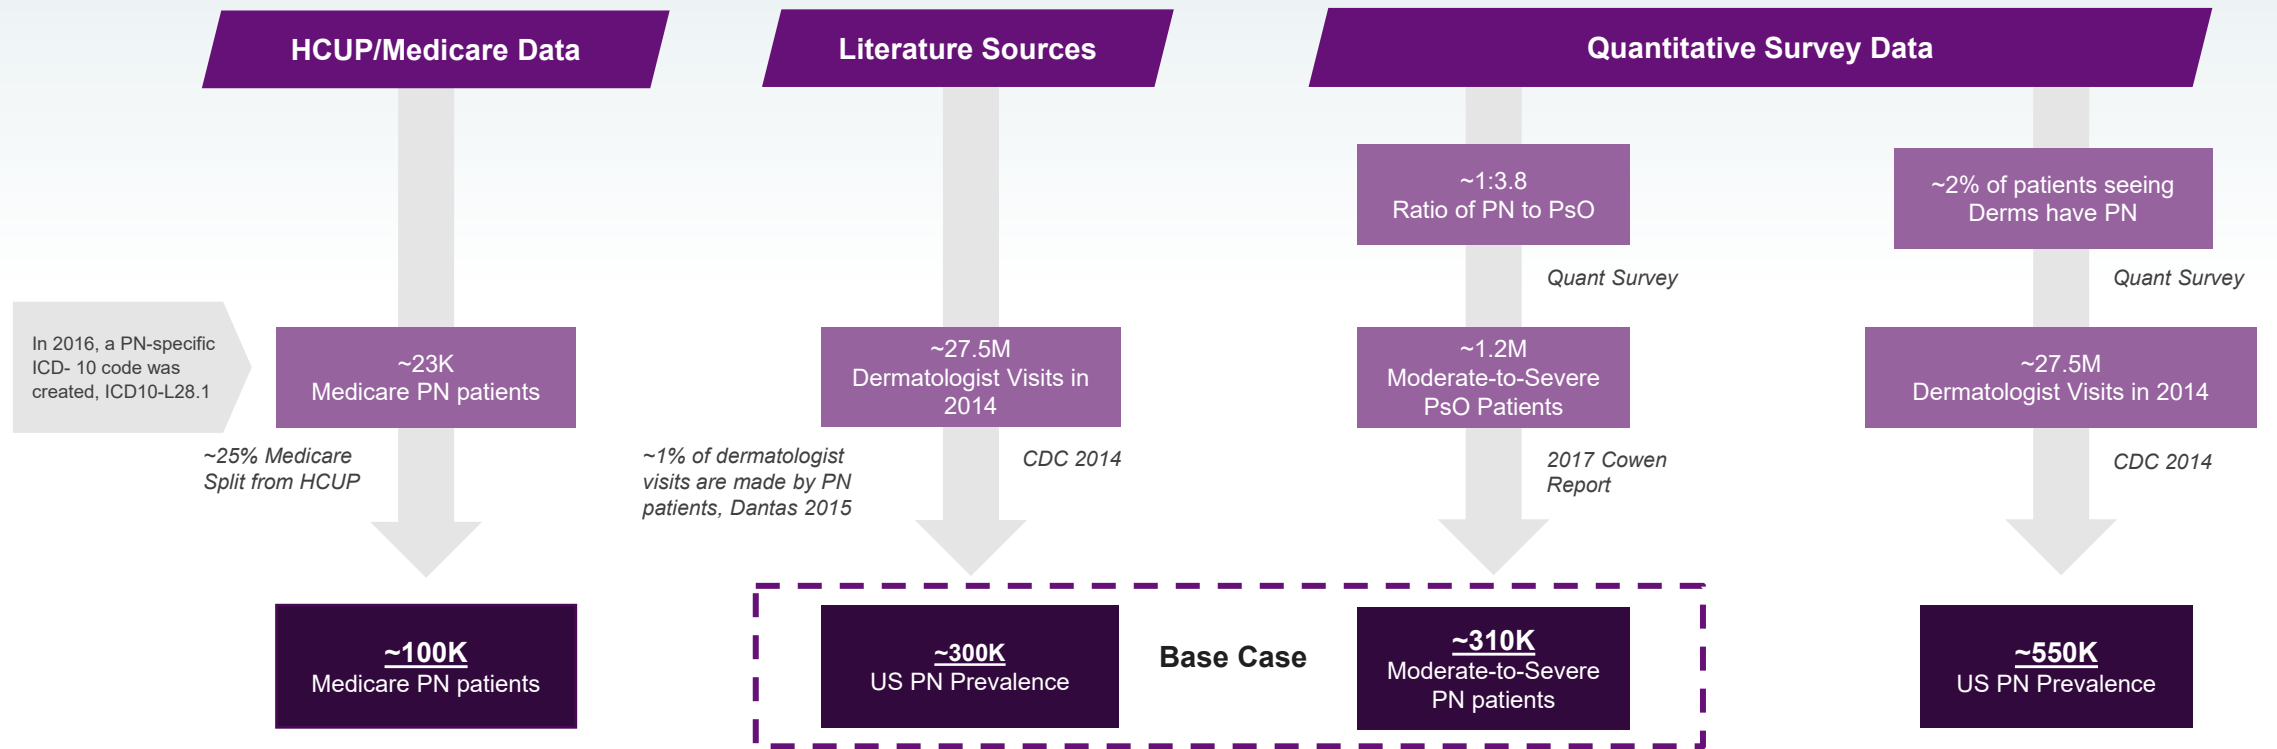 HCUP/Medicare Data
Literature Sources
Quantitative Survey Data
~1:3.8
Ratio of PN to PsO
~2% of patients seeing
Derms have PN
Quant Survey
Quant Survey
In 2016, a PN-specific
ICD- 10 code was
created, ICD10-L28.1
~23K
Medicare PN patients
~27.5M
Dermatologist Visits in
2014
~1.2M
Moderate-to-Severe
PsO Patients
~27.5M
Dermatologist Visits in 2014
~25% Medicare
Split from HCUP
~1% of dermatologist
visits are made by PN
patients, Dantas 2015
CDC 2014
2017 Cowen
Report
CDC 2014
~100K
Medicare PN patients
~300K
US PN Prevalence
Base Case
~310K
Moderate-to-Severe
PN patients
~550K
US PN Prevalence